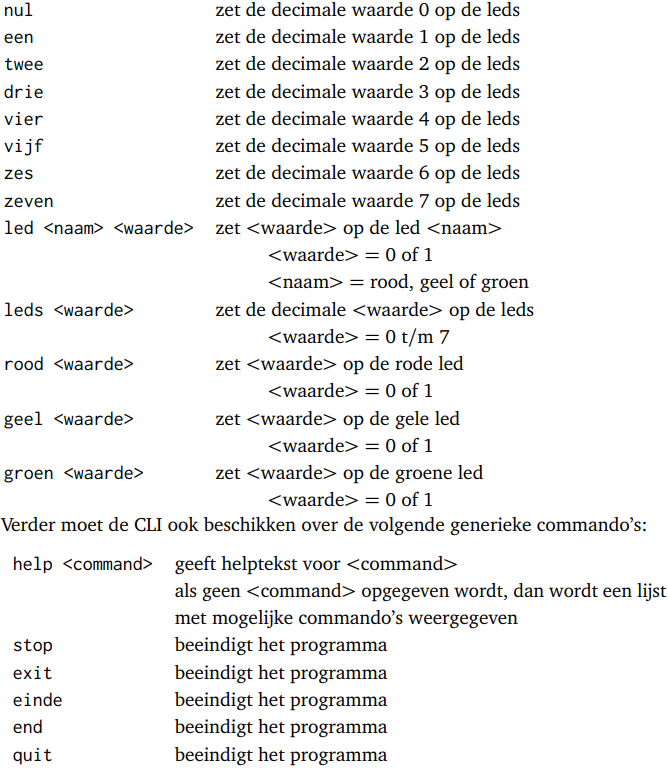 nul zet de decimale waarde 0 op de leds
een zet de decimale waarde 1 op de leds
twee zet de decimale waarde 2 op de leds
drie zet de decimale waarde 3 op de leds
vier zet de decimale waarde 4 op de leds
vijf zet de decimale waarde 5 op de leds
zes zet de decimale waarde 6 op de leds
zeven zet de decimale waarde 7 op de leds
led <naam> <waarde> zet <waarde> op de led <naam>
<waarde> = 0 of 1
<naam> = rood, geel of groen
leds <waarde> zet de decimale <waarde> op de leds
<waarde> = 0 t/m 7
rood <waarde> zet <waarde> op de rode led
<waarde> = 0 of 1
geel <waarde> zet <waarde> op de gele led
<waarde> = 0 of 1
groen <waarde> zet <waarde> op de groene led
<waarde> = 0 of 1
Verder moet de CLI ook beschikken over de volgende generieke commando's:
help <command> geeft helptekst voor <command>
als geen <command> opgegeven wordt, dan wordt een lijst
met mogelijke commando's weergegeven
stop beeindigt het programma
exit beeindigt het programma
einde beeindigt het programma
end beeindigt het programma
quit beeindigt het programma